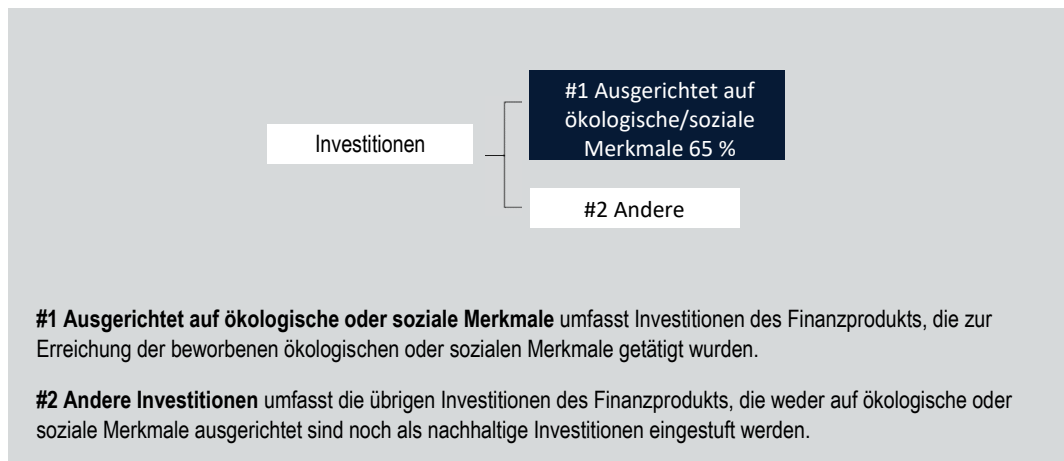 #1 Ausgerichtet auf
ökologische/soziale
Merkmale 65 %
Investitionen
#2 Andere
#1 Ausgerichtet auf ökologische oder soziale Merkmale umfasst Investitionen des Finanzprodukts, die zur
Erreichung der beworbenen ökologischen oder sozialen Merkmale getätigt wurden.
#2 Andere Investitionen umfasst die übrigen Investitionen des Finanzprodukts, die weder auf ökologische oder
soziale Merkmale ausgerichtet sind noch als nachhaltige Investitionen eingestuft werden.